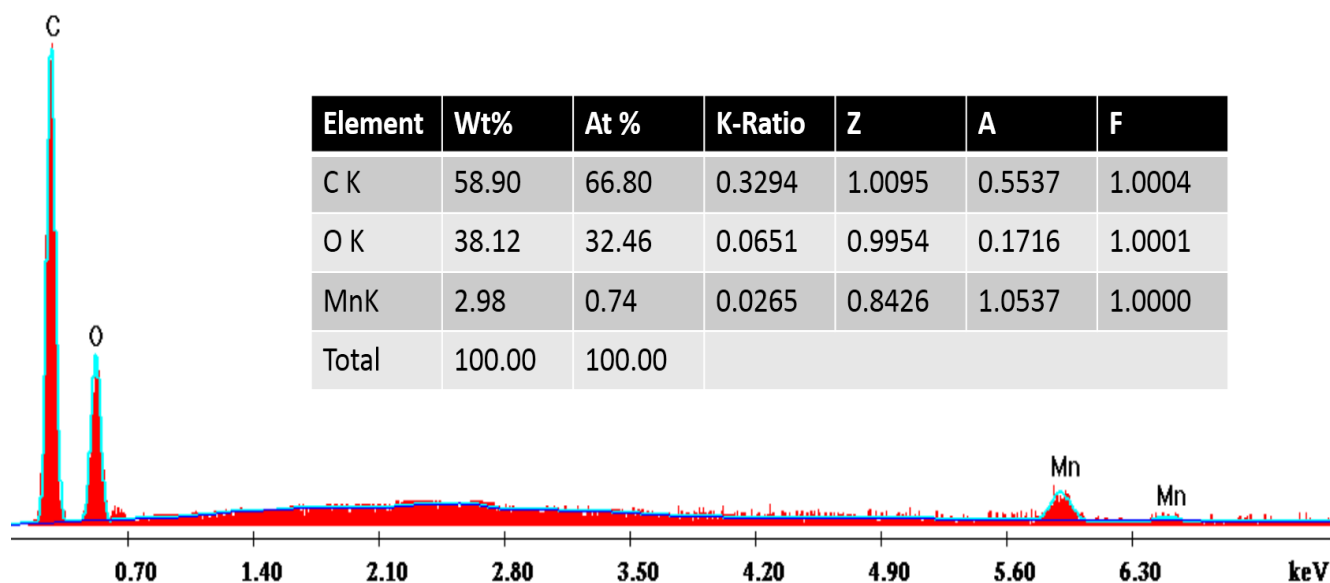 C
Element Wt% At % K-Ratio Z A F
C K 58.90 66.80 0.3294 1.0095 0.5537 1.0004
O K 38.12 32.46 0.0651 0.9954 0.1716 1.0001
MnK 2.98 0.74 0.0265 0.8426 1.0537 1.0000
Total 100.00 100.00
O
Mn
Mn
0.70 1.40 2.10 2.80 3.50 4.20 4.90 5.60 6.30 keV